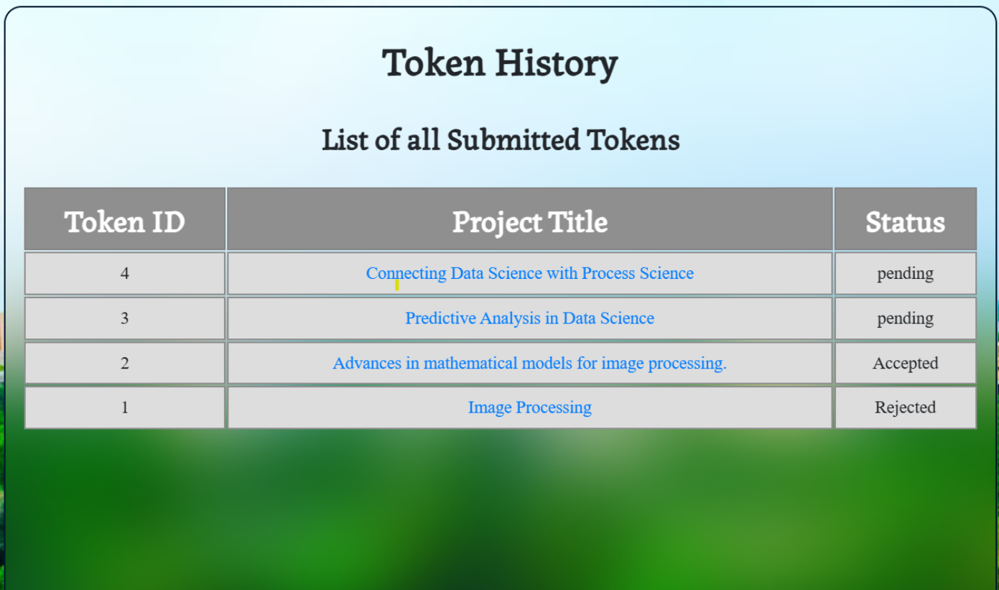 Token History
List of all Submitted Tokens
Token ID Project Title Status
4 Connecting Data Science with Process Science pending
3 Predictive Analysis in Data Science pending
2 Advances in mathematical models for image processing. Accepted
1 Image Processing Rejected